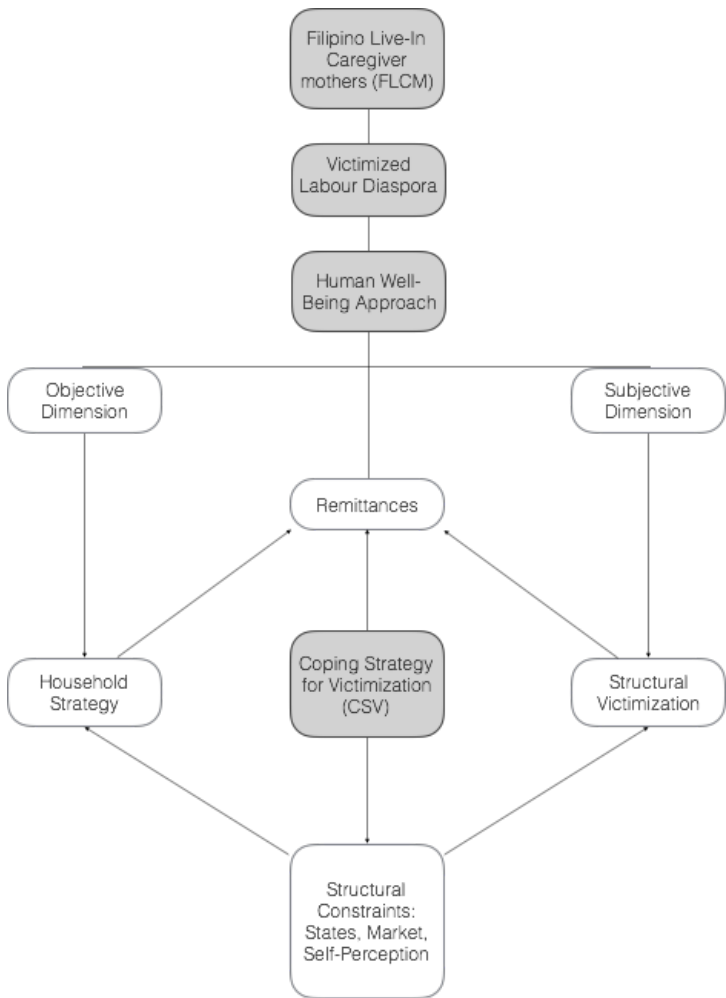 Filipino Live-In
Caregiver
mothers (FLCM)
Victimized
Labour Diaspora
Human Well-
Being Approach
Objective
Dimension
Subjective
Dimension
Remittances
Household
Strategy
Coping Strategy
for Victimization
(CSV)
Structural
Victimization
Structural
Constraints:
States, Market,
Self-Perception